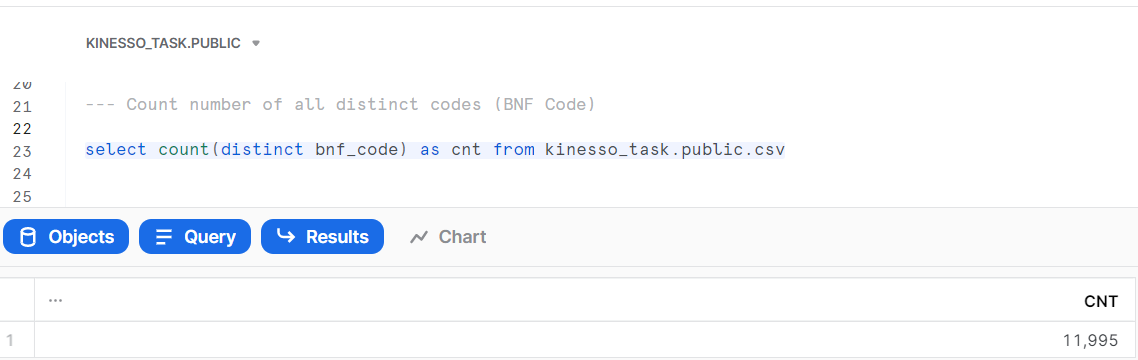 KINESSO_TASK.PUBLIC
20
21 --- Count number of all distinct codes (BNF Code)
22
23 select count(distinct bnf_code) as cnt from kinesso_task.public.csv
24
25
Objects Query Results Chart
... CNT
1 11,995